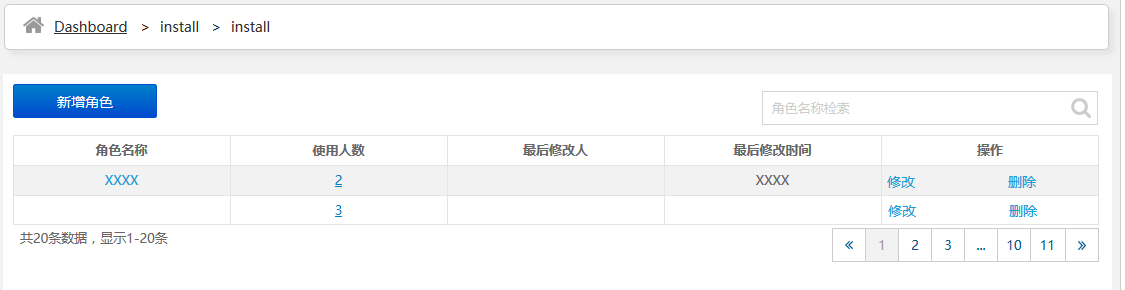 Dashboard > install > install
新增角色
角色名称检索
角色名称 使用人数 最后修改人 最后修改时间 操作
XXXX 2 XXXX 修改 删除
3 修改 删除
共20条数据，显示1-20条
« 1 2 3 ... 10 11 »